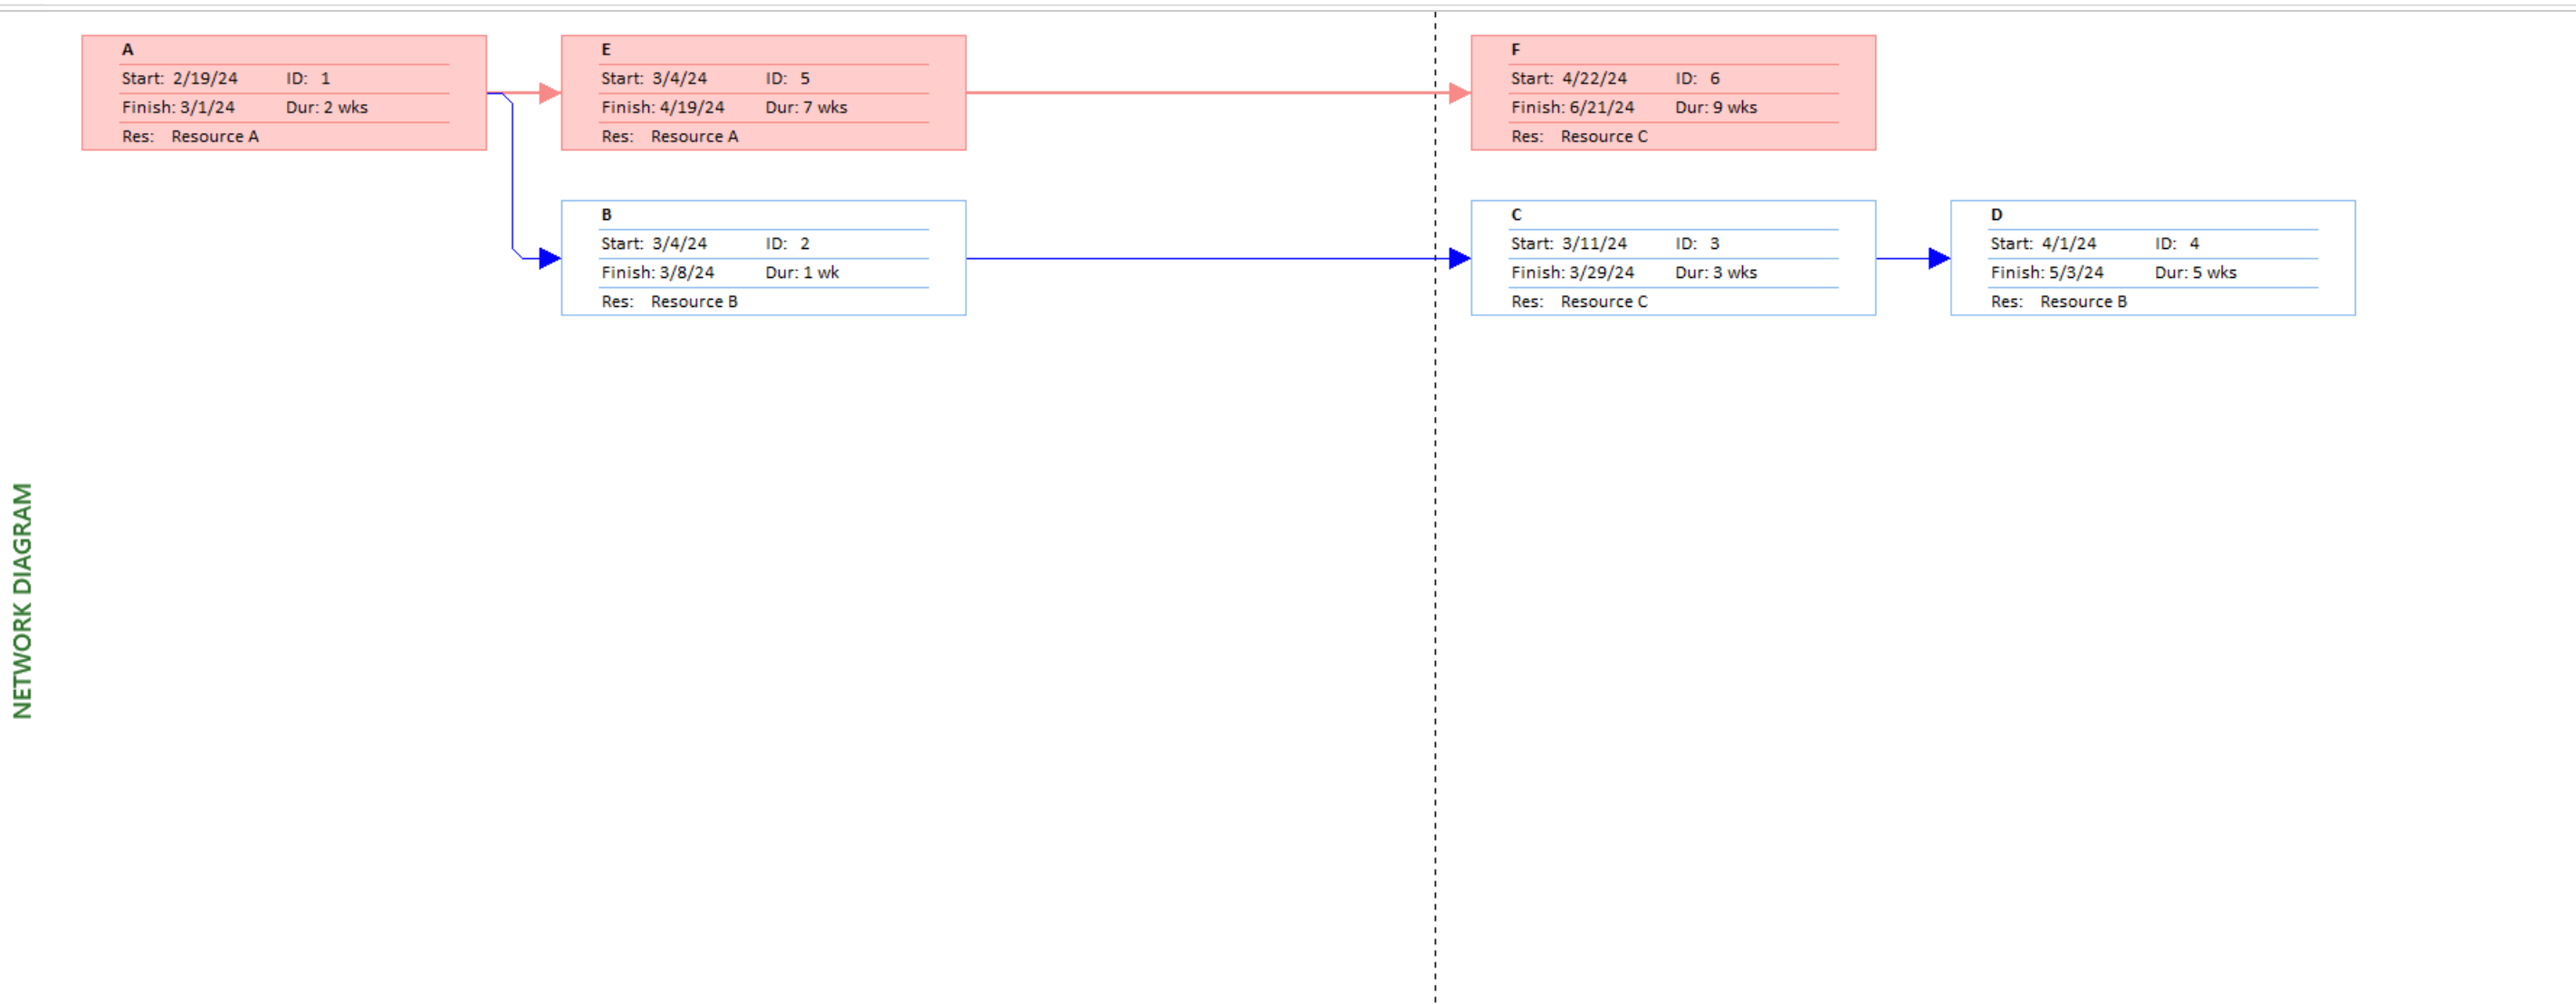 A
Start: 2/19/24 ID: 1
Finish: 3/1/24 Dur: 2 wks
Res: Resource A
E
Start: 3/4/24 ID: 5
Finish: 4/19/24 Dur: 7 wks
Res: Resource A
F
Start: 4/22/24 ID: 6
Finish: 6/21/24 Dur: 9 wks
Res: Resource C
B
Start: 3/4/24 ID: 2
Finish: 3/8/24 Dur: 1 wk
Res: Resource B
C
Start: 3/11/24 ID: 3
Finish: 3/29/24 Dur: 3 wks
Res: Resource C
D
Start: 4/1/24 ID: 4
Finish: 5/3/24 Dur: 5 wks
Res: Resource B
NETWORK DIAGRAM